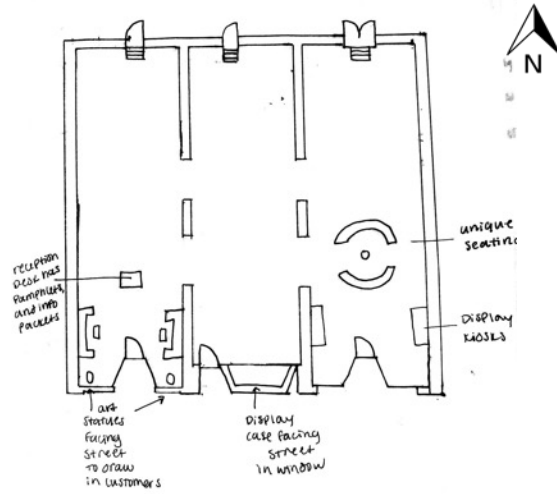 N
unique
seating
reception
Desk has
Pamphlets,
and info
packets
Display
kiosks
art
statues
facing
street
to draw
in customers
Display
case facing
street
in window